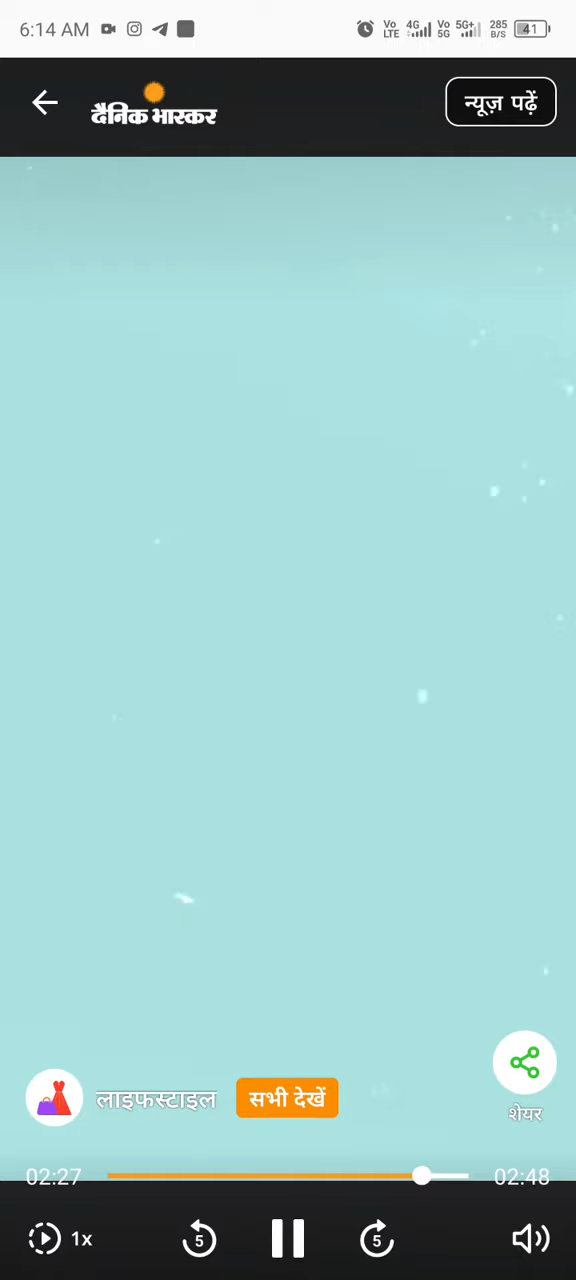 6:14 AM Vo LTE 4G Vo 5G 5G+ 285 B/S 41
दैनिक भास्कर
न्यूज़ पढ़ें
लाइफस्टाइल सभी देखें
शेयर
02:27 02:48
1x 5 5